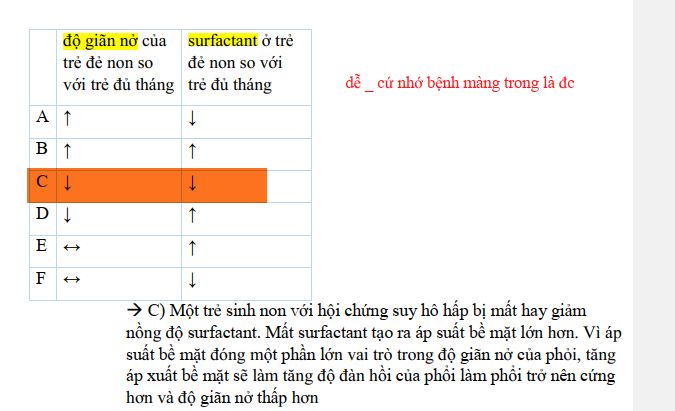 độ giãn nở của surfactant ở trẻ
trẻ đẻ non so đẻ non so với
với trẻ đủ tháng trẻ đủ tháng
dễ _ cứ nhớ bệnh màng trong là đc
A ↑ ↓
B ↑ ↑
C ↓ ↓
D ↓ ↑
E ↔ ↑
F ↔ ↓
→ C) Một trẻ sinh non với hội chứng suy hô hấp bị mất hay giảm
nồng độ surfactant. Mất surfactant tạo ra áp suất bề mặt lớn hơn. Vì áp
suất bề mặt đóng một phần lớn vai trò trong độ giãn nở của phỏi, tăng
áp xuất bề mặt sẽ làm tăng độ đàn hồi của phổi làm phổi trở nên cứng
hơn và độ giãn nở thấp hơn